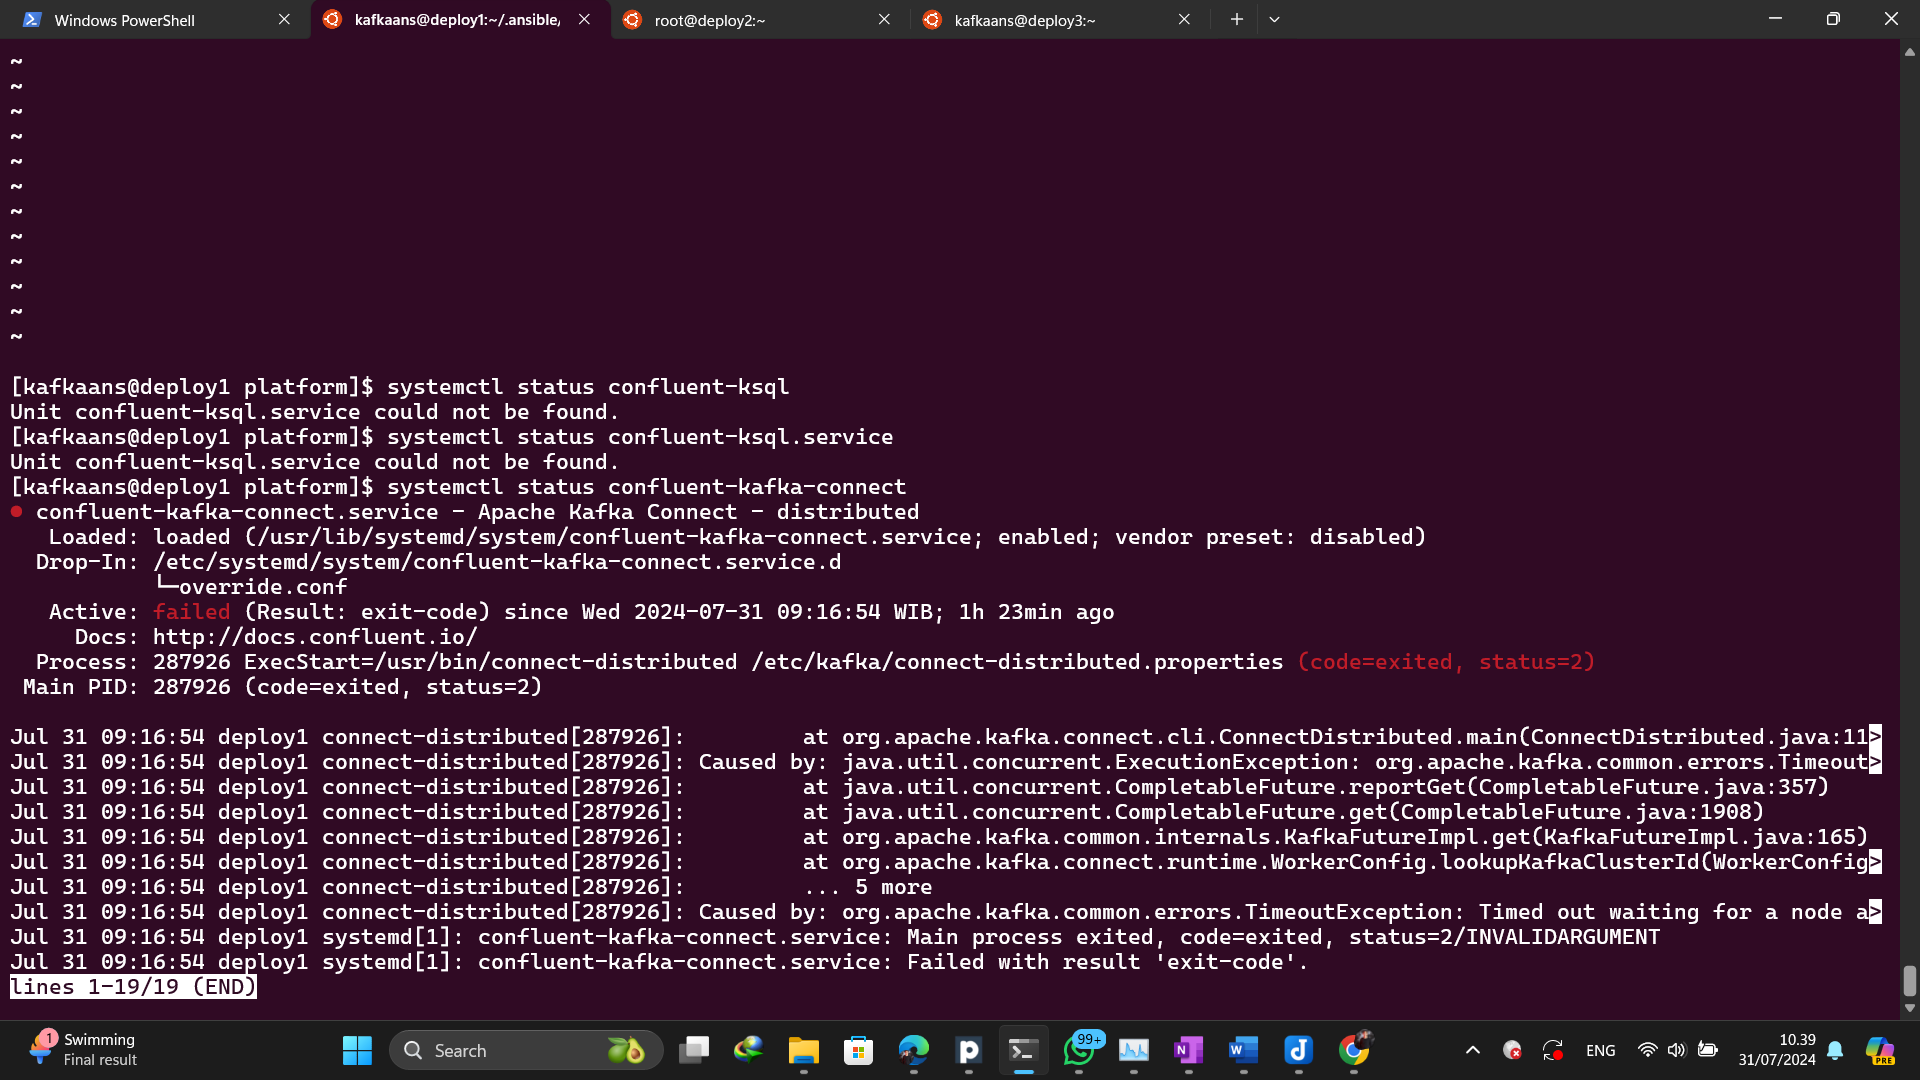 Windows PowerShell
kafkaans@deploy1:~/.ansible/
root@deploy2:~
kafkaans@deploy3:~
~
~
~
~
~
~
~
~
~
~
~
~
[kafkaans@deploy1 platform]$ systemctl status confluent-ksql
Unit confluent-ksql.service could not be found.
[kafkaans@deploy1 platform]$ systemctl status confluent-ksql.service
Unit confluent-ksql.service could not be found.
[kafkaans@deploy1 platform]$ systemctl status confluent-kafka-connect
● confluent-kafka-connect.service - Apache Kafka Connect - distributed
Loaded: loaded (/usr/lib/systemd/system/confluent-kafka-connect.service; enabled; vendor preset: disabled)
Drop-In: /etc/systemd/system/confluent-kafka-connect.service.d
└─override.conf
Active: failed (Result: exit-code) since Wed 2024-07-31 09:16:54 WIB; 1h 23min ago
Docs: http://docs.confluent.io/
Process: 287926 ExecStart=/usr/bin/connect-distributed /etc/kafka/connect-distributed.properties (code=exited, status=2)
Main PID: 287926 (code=exited, status=2)
Jul 31 09:16:54 deploy1 connect-distributed[287926]:         at org.apache.kafka.connect.cli.ConnectDistributed.main(ConnectDistributed.java:11>
Jul 31 09:16:54 deploy1 connect-distributed[287926]: Caused by: java.util.concurrent.ExecutionException: org.apache.kafka.common.errors.Timeout>
Jul 31 09:16:54 deploy1 connect-distributed[287926]:         at java.util.concurrent.CompletableFuture.reportGet(CompletableFuture.java:357)
Jul 31 09:16:54 deploy1 connect-distributed[287926]:         at java.util.concurrent.CompletableFuture.get(CompletableFuture.java:1908)
Jul 31 09:16:54 deploy1 connect-distributed[287926]:         at org.apache.kafka.common.internals.KafkaFutureImpl.get(KafkaFutureImpl.java:165)
Jul 31 09:16:54 deploy1 connect-distributed[287926]:         at org.apache.kafka.connect.runtime.WorkerConfig.lookupKafkaClusterId(WorkerConfig>
Jul 31 09:16:54 deploy1 connect-distributed[287926]:         ... 5 more
Jul 31 09:16:54 deploy1 connect-distributed[287926]: Caused by: org.apache.kafka.common.errors.TimeoutException: Timed out waiting for a node a>
Jul 31 09:16:54 deploy1 systemd[1]: confluent-kafka-connect.service: Main process exited, code=exited, status=2/INVALIDARGUMENT
Jul 31 09:16:54 deploy1 systemd[1]: confluent-kafka-connect.service: Failed with result 'exit-code'.
lines 1-19/19 (END)
1
Swimming
Final result
Search
99+
ENG
10.39
31/07/2024
PRE